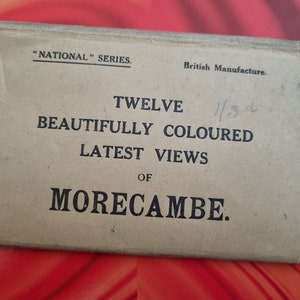 "NATIONAL" SERIES. British Manufacture.
TWELVE
BEAUTIFULLY COLOURED
LATEST VIEWS
OF
MORECAMBE.